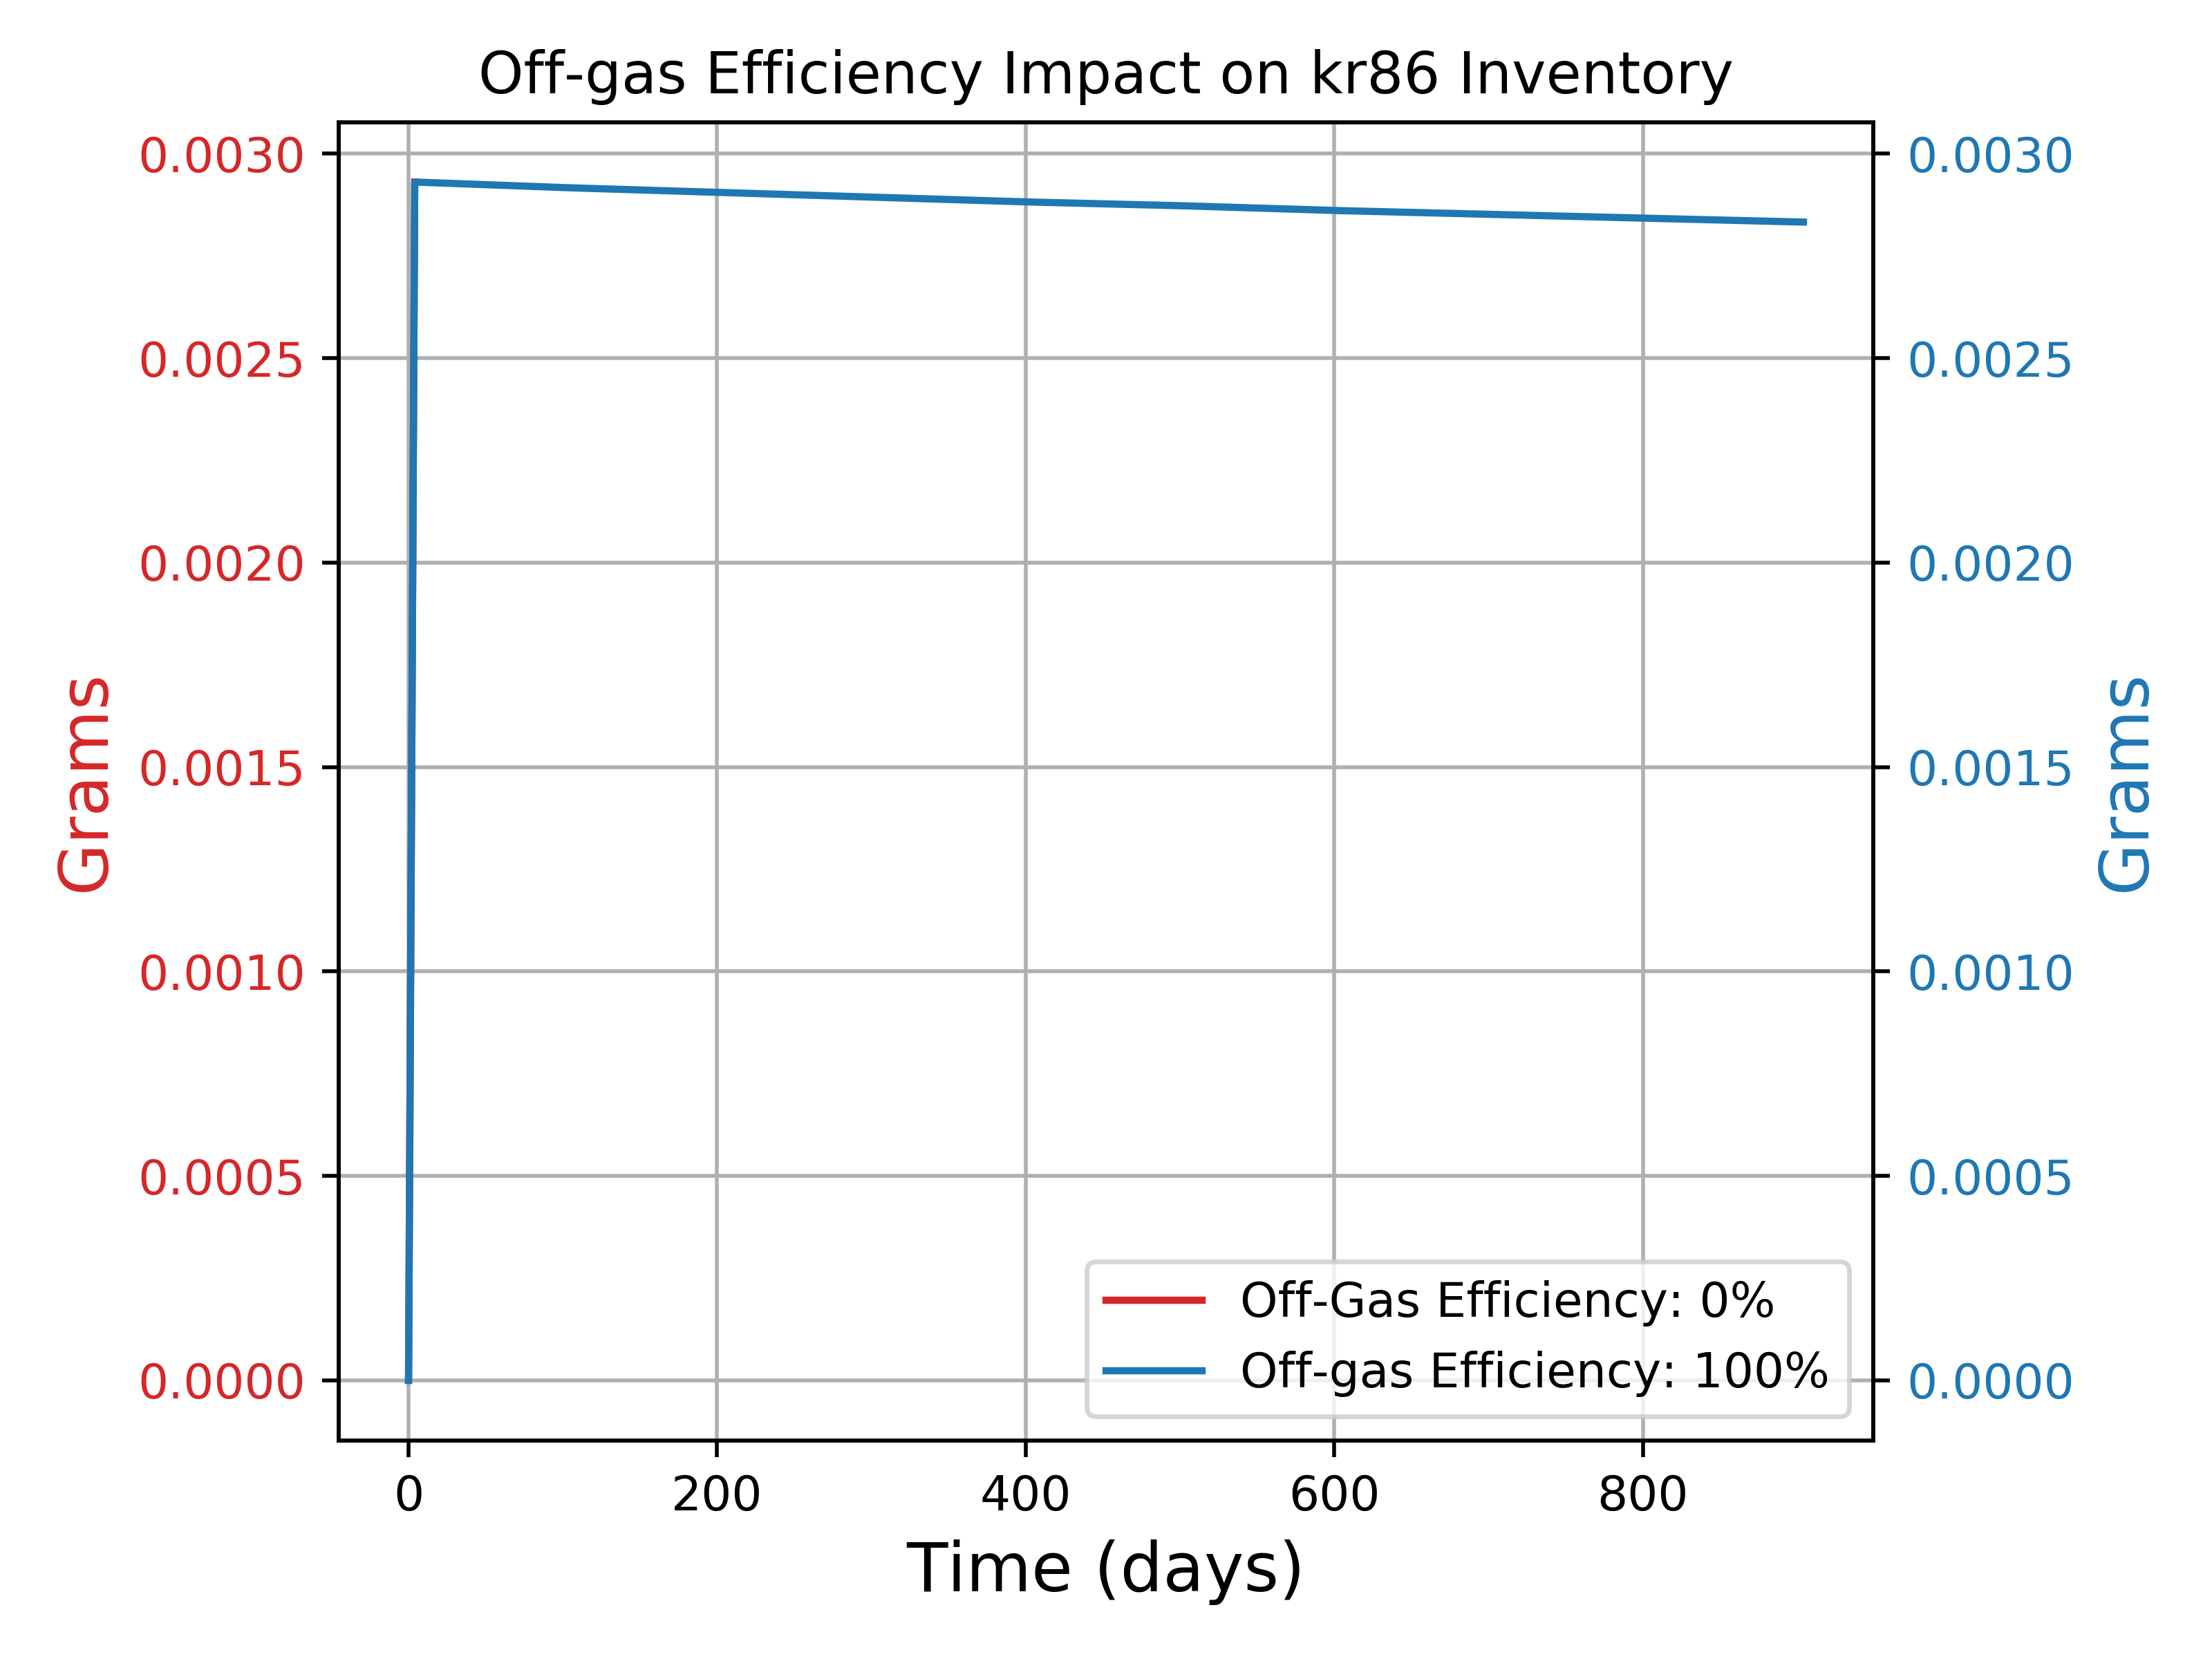 Off-gas Efficiency Impact on kr86 Inventory
0.0030
0.0025
0.0020
0.0015
0.0010
0.0005
0.0000
Grams
0.0030
0.0025
0.0020
0.0015
0.0010
0.0005
0.0000
Grams
Off-Gas Efficiency: 0%
Off-gas Efficiency: 100%
0 200 400 600 800
Time (days)